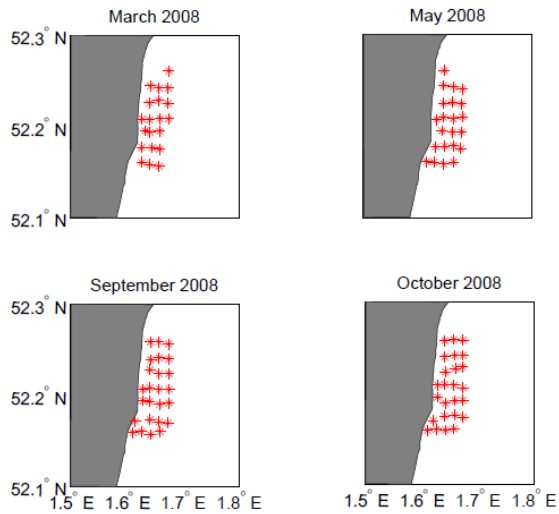 March 2008
May 2008
52.3° N
52.2° N
52.1° N
September 2008
October 2008
52.3° N
52.2° N
52.1° N
1.5° E 1.6° E 1.7° E 1.8° E 1.5° E 1.6° E 1.7° E 1.8° E